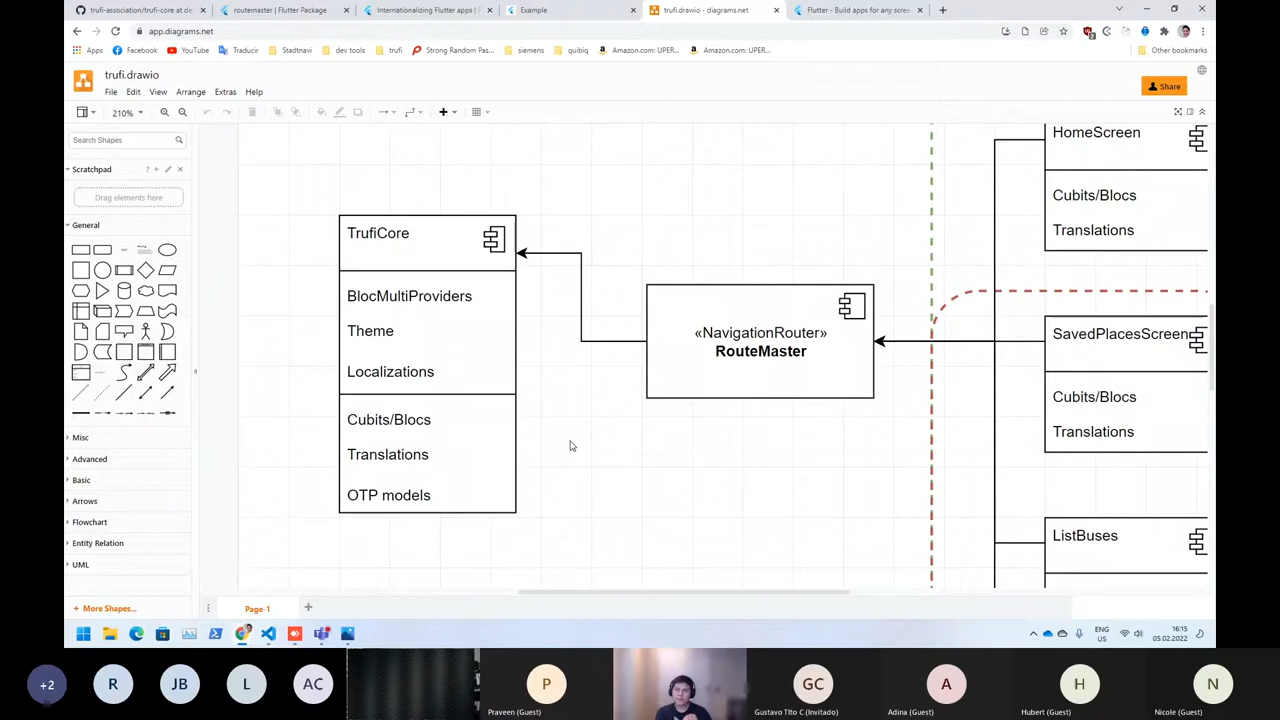 trufi-association/trufi-core at de
routemaster | Flutter Package
Internationalizing Flutter apps |
Example
trufi.drawio - diagrams.net
Flutter - Build apps for any scree
app.diagrams.net
Apps
Facebook
YouTube
Traducir
Stadtnavi
dev tools
trufi
Strong Random Pas...
siemens
quibiq
Amazon.com: UPER...
Amazon.com: UPER...
Other bookmarks
trufi.drawio
File Edit View Arrange Extras Help
Share
210%
Search Shapes
Scratchpad
Drag elements here
General
Misc
Advanced
Basic
Arrows
Flowchart
Entity Relation
UML
+ More Shapes...
Page-1
TrufiCore
BlocMultiProviders
Theme
Localizations
Cubits/Blocs
Translations
OTP models
«NavigationRouter»
RouteMaster
HomeScreen
Cubits/Blocs
Translations
SavedPlacesScreen
Cubits/Blocs
Translations
ListBuses
ENG
US
16:15
05.02.2022
+2
R
JB
L
AC
P
Praveen (Guest)
GC
Gustavo TIto C (Invitado)
A
Adina (Guest)
H
Hubert (Guest)
N
Nicole (Guest)